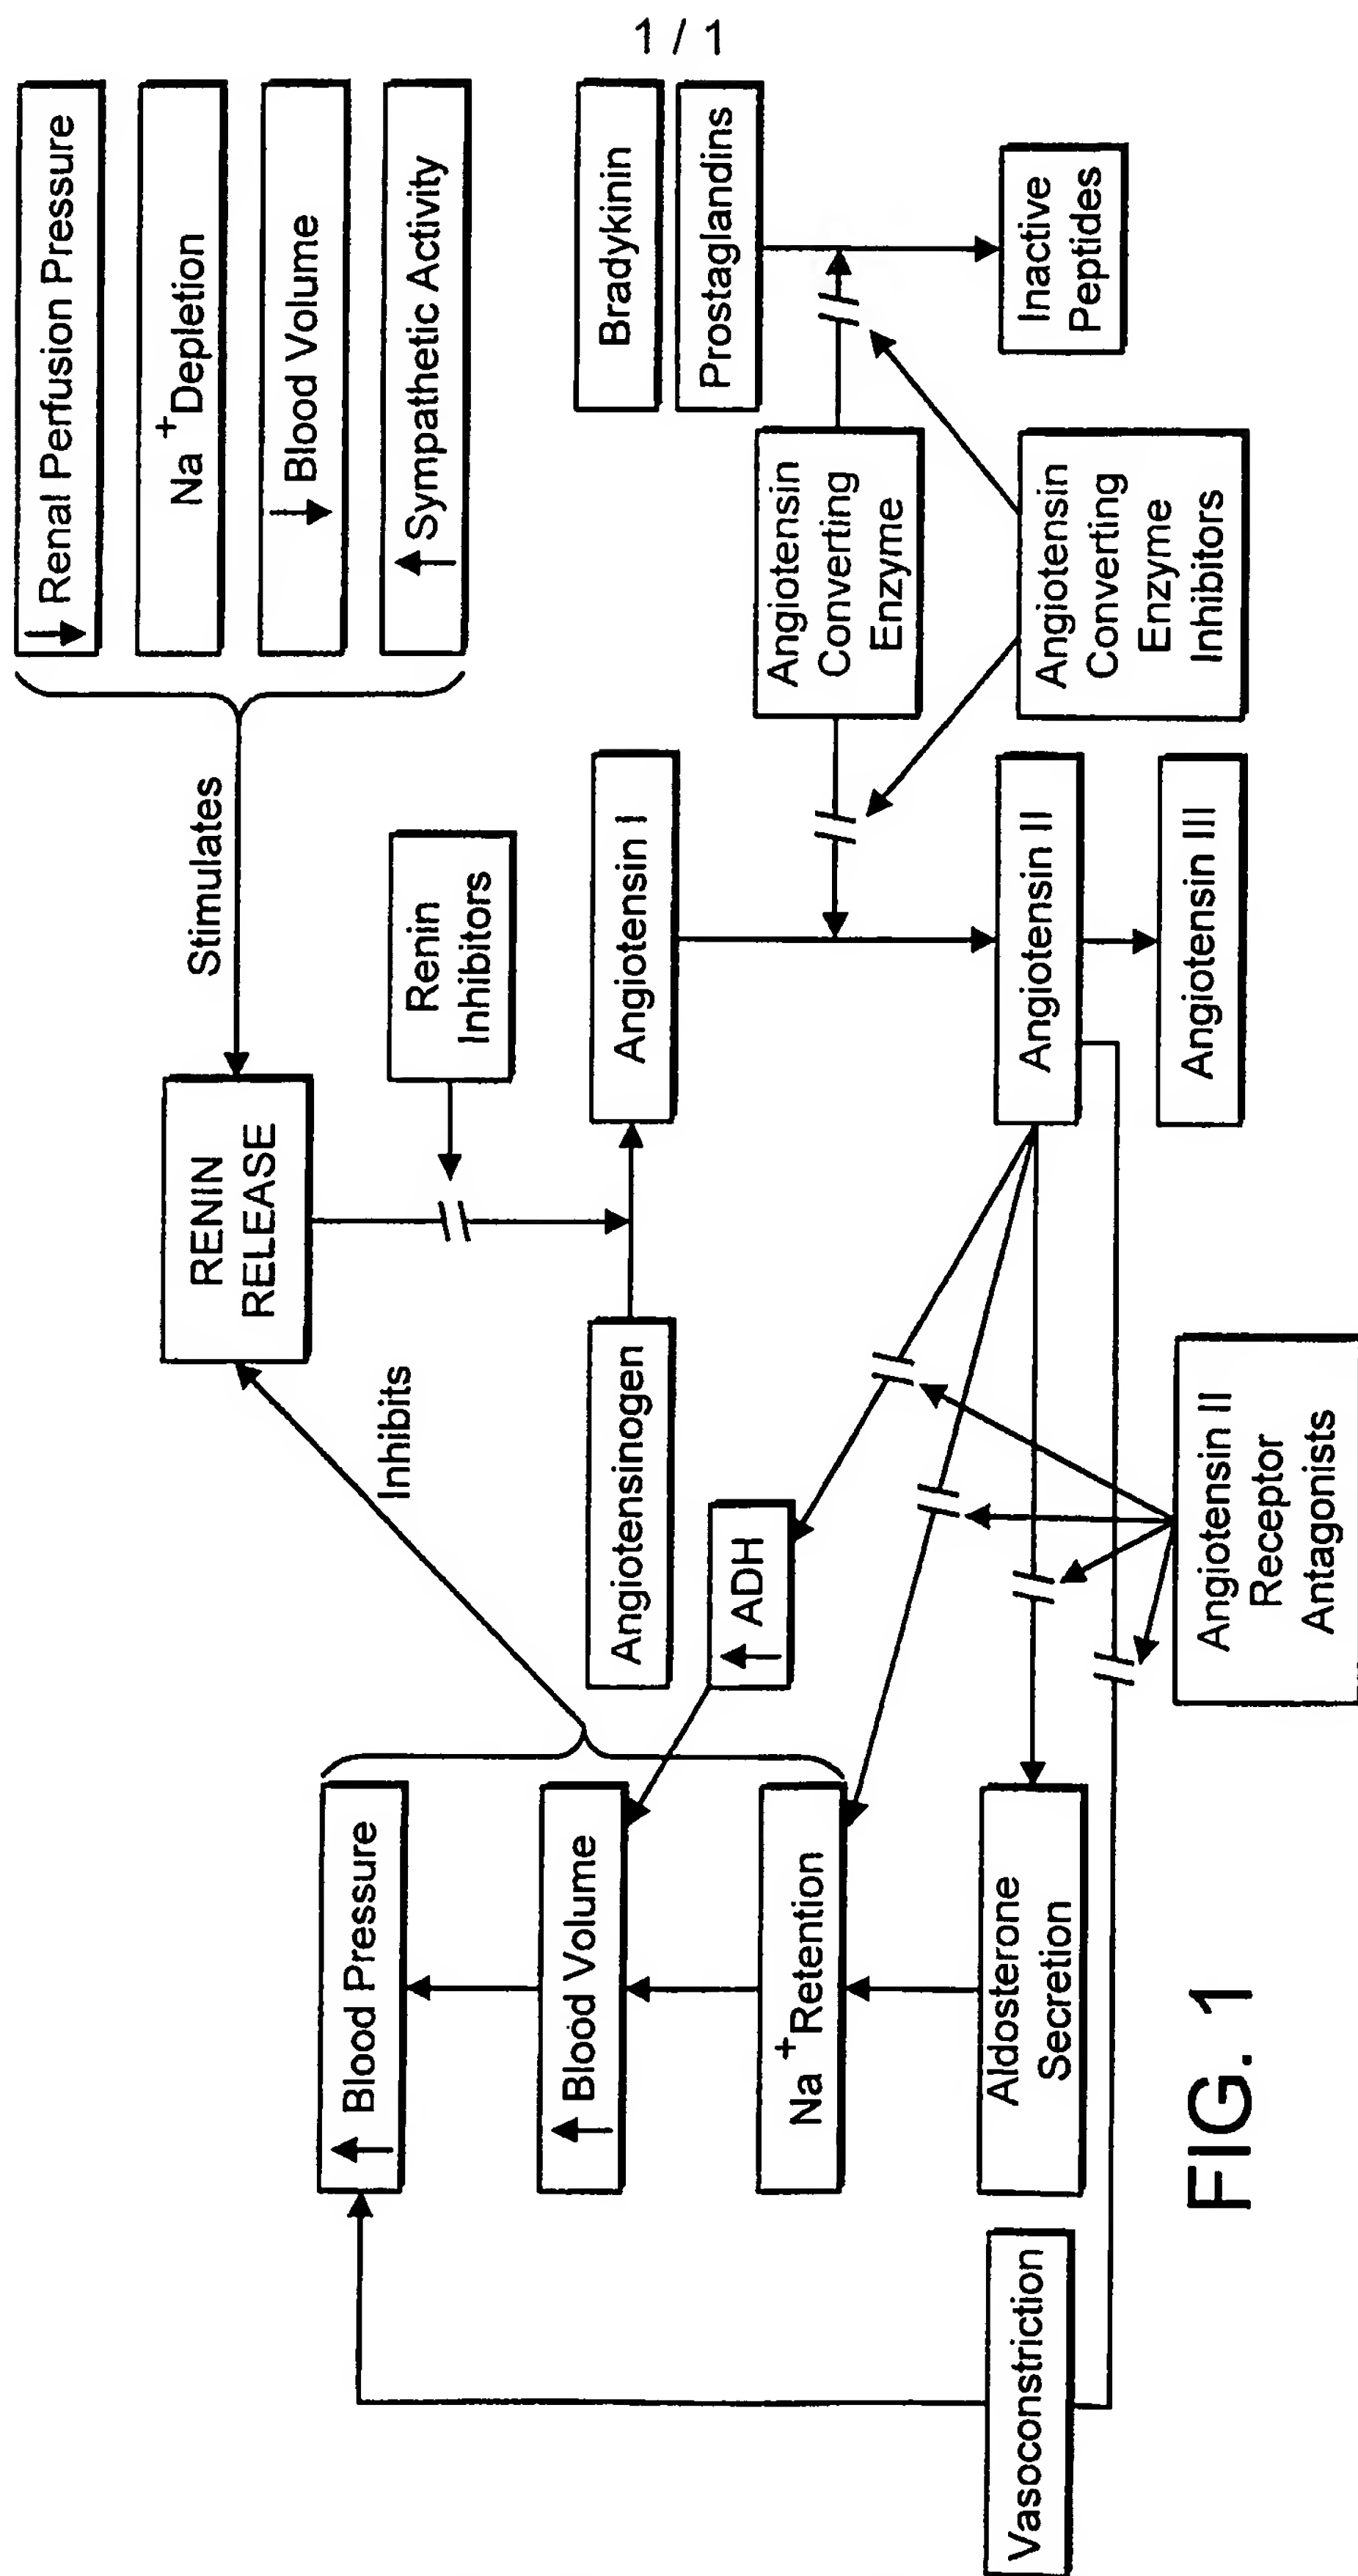 1 / 1
↓ Renal Perfusion Pressure
Na + Depletion
↓ Blood Volume
↑ Sympathetic Activity
Stimulates
RENIN
RELEASE
Inhibits
Renin
Inhibitors
↑ Blood Pressure
↑ Blood Volume
Na + Retention
Aldosterone
Secretion
Vasoconstriction
Angiotensinogen
Angiotensin I
↑ ADH
Bradykinin
Prostaglandins
Angiotensin
Converting
Enzyme
Inactive
Peptides
Angiotensin
Converting
Enzyme
Inhibitors
Angiotensin II
Angiotensin III
Angiotensin II
Receptor
Antagonists
FIG. 1